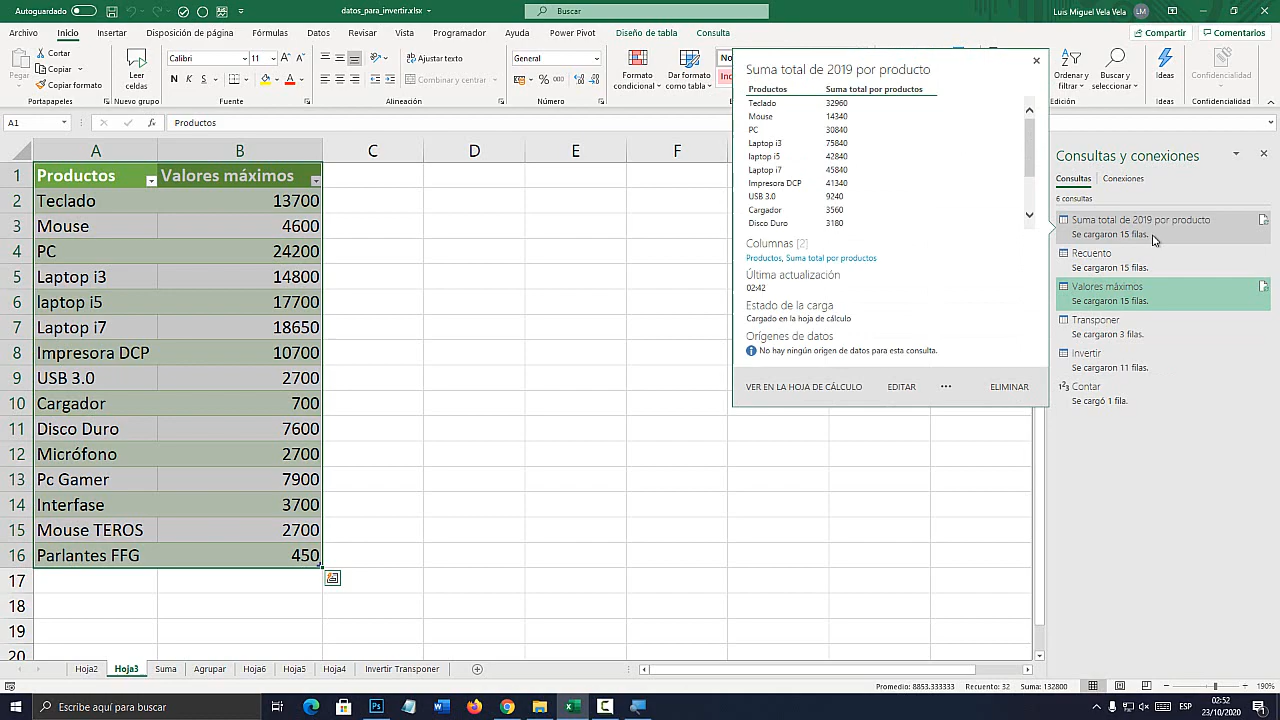 Autoguardado
datos_para_invertir.xlsx
Buscar
Luis Miguel Vela Vela
LM
Archivo
Inicio
Insertar
Disposición de página
Fórmulas
Datos
Revisar
Vista
Programador
Ayuda
Power Pivot
Diseño de tabla
Consulta
Compartir
Comentarios
Pegar
Cortar
Copiar
Copiar formato
Portapapeles
Leer celdas
Nuevo grupo
Calibri
11
N K S
Fuente
Ajustar texto
Combinar y centrar
Alineación
General
Número
Formato condicional
Dar formato como tabla
Ordenar y filtrar
Buscar y seleccionar
Edición
Ideas
Ideas
Confidencialidad
Confidencialidad
A1
fx
Productos
A B C D E F
1 Productos Valores máximos
2 Teclado 13700
3 Mouse 4600
4 PC 24200
5 Laptop i3 14800
6 laptop i5 17700
7 Laptop i7 18650
8 Impresora DCP 10700
9 USB 3.0 2700
10 Cargador 700
11 Disco Duro 7600
12 Micrófono 2700
13 Pc Gamer 7900
14 Interfase 3700
15 Mouse TEROS 2700
16 Parlantes FFG 450
17
18
19
20
Suma total de 2019 por producto
Productos Suma total por productos
Teclado 32960
Mouse 14340
PC 30840
Laptop i3 75840
laptop i5 42840
Laptop i7 45840
Impresora DCP 41340
USB 3.0 9240
Cargador 3560
Disco Duro 3180
Columnas [2]
Productos, Suma total por productos
Última actualización
02:42
Estado de la carga
Cargado en la hoja de cálculo
Orígenes de datos
No hay ningún origen de datos para esta consulta.
VER EN LA HOJA DE CÁLCULO
EDITAR
...
ELIMINAR
Consultas y conexiones
Consultas
Conexiones
6 consultas
Suma total de 2019 por producto
Se cargaron 15 filas.
Recuento
Se cargaron 15 filas.
Valores máximos
Se cargaron 15 filas.
Transponer
Se cargaron 3 filas.
Invertir
Se cargaron 11 filas.
Contar
Se cargó 1 fila.
Hoja2
Hoja3
Suma
Agrupar
Hoja6
Hoja5
Hoja4
Invertir Transponer
Promedio: 8853.333333
Recuento: 32
Suma: 132800
190%
Escribe aquí para buscar
ESP
02:52
23/10/2020